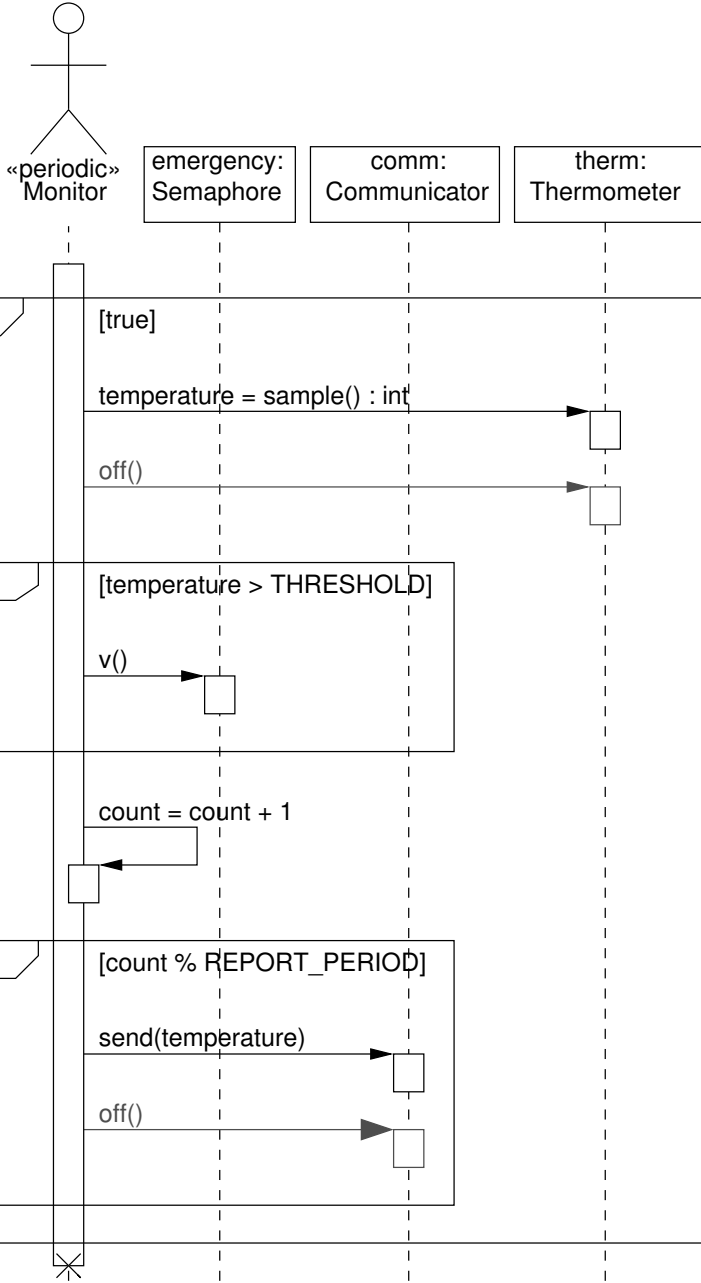 «periodic»
Monitor
emergency:
Semaphore
comm:
Communicator
therm:
Thermometer
[true]
temperature = sample() : int
off()
[temperature > THRESHOLD]
v()
count = count + 1
[count % REPORT_PERIOD]
send(temperature)
off()